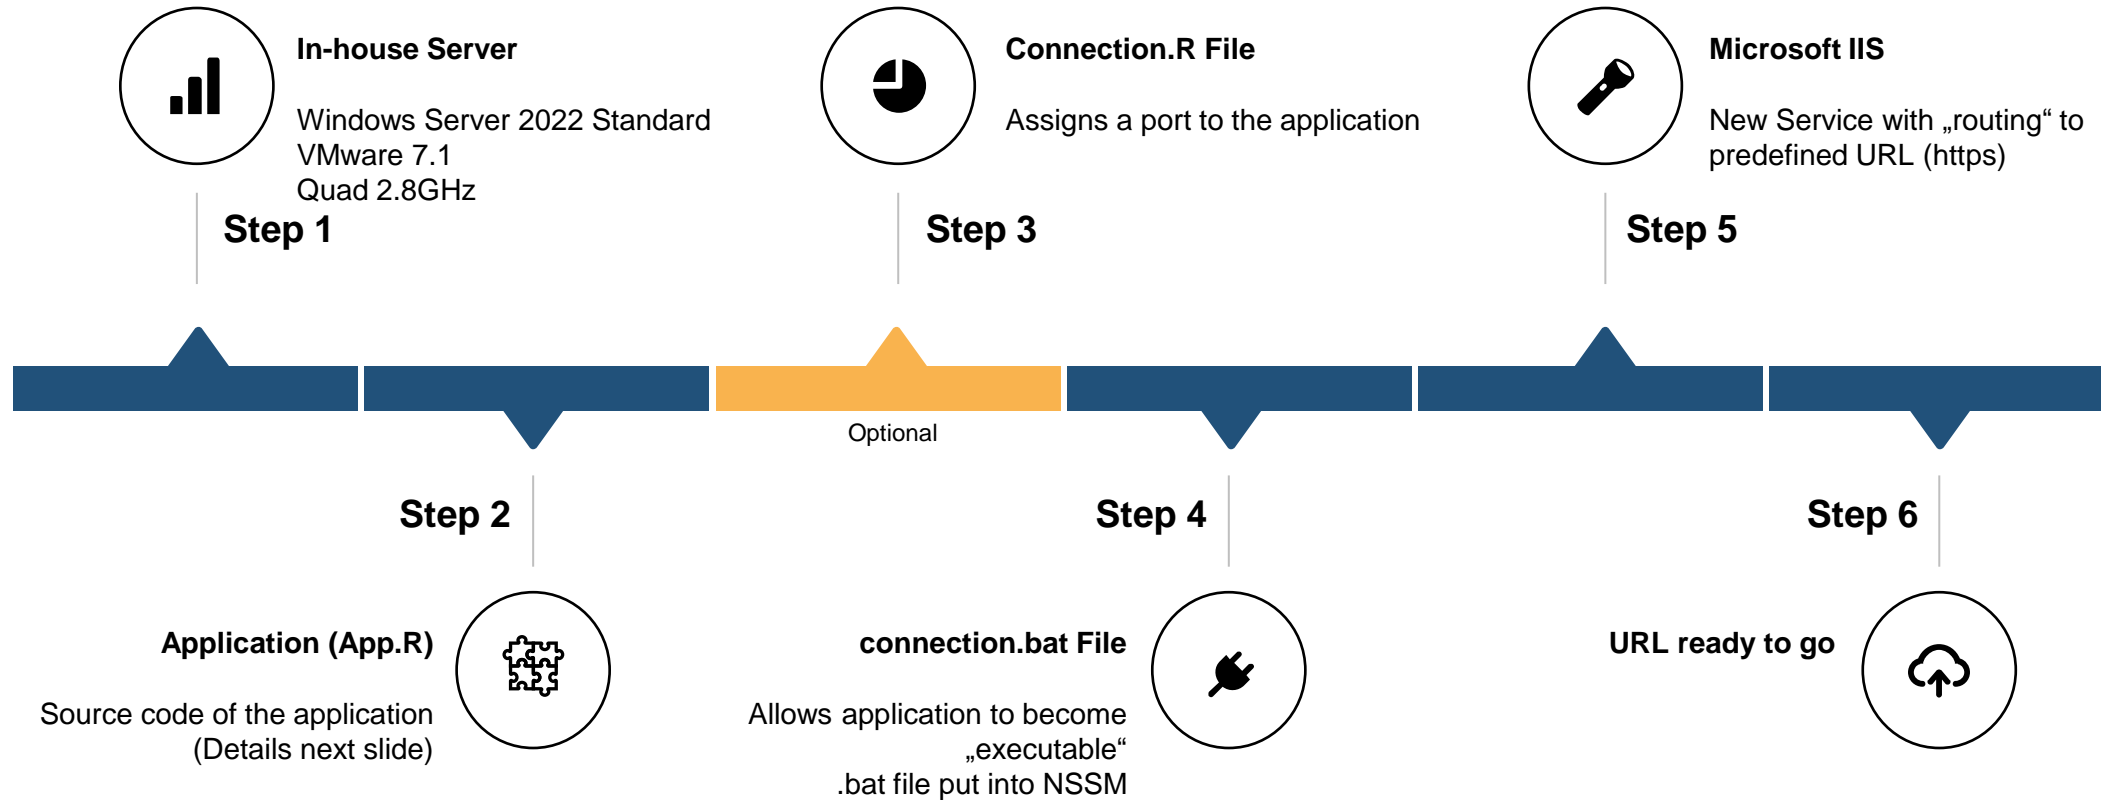 In-house Server
Windows Server 2022 Standard
VMware 7.1
Quad 2.8GHz
Step 1
Connection.R File
Assigns a port to the application
Step 3
Microsoft IIS
New Service with „routing“ to
predefined URL (https)
Step 5
Optional
Step 2
Application (App.R)
Source code of the application
(Details next slide)
Step 4
connection.bat File
Allows application to become
„executable“
.bat file put into NSSM
Step 6
URL ready to go